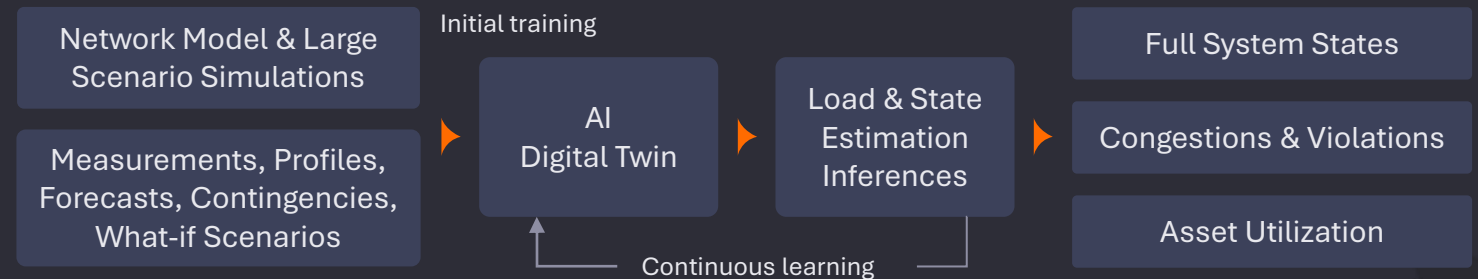 Network Model & Large
Scenario Simulations
Measurements, Profiles,
Forecasts, Contingencies,
What-if Scenarios
Initial training
AI
Digital Twin
Load & State
Estimation
Inferences
Continuous learning
Full System States
Congestions & Violations
Asset Utilization